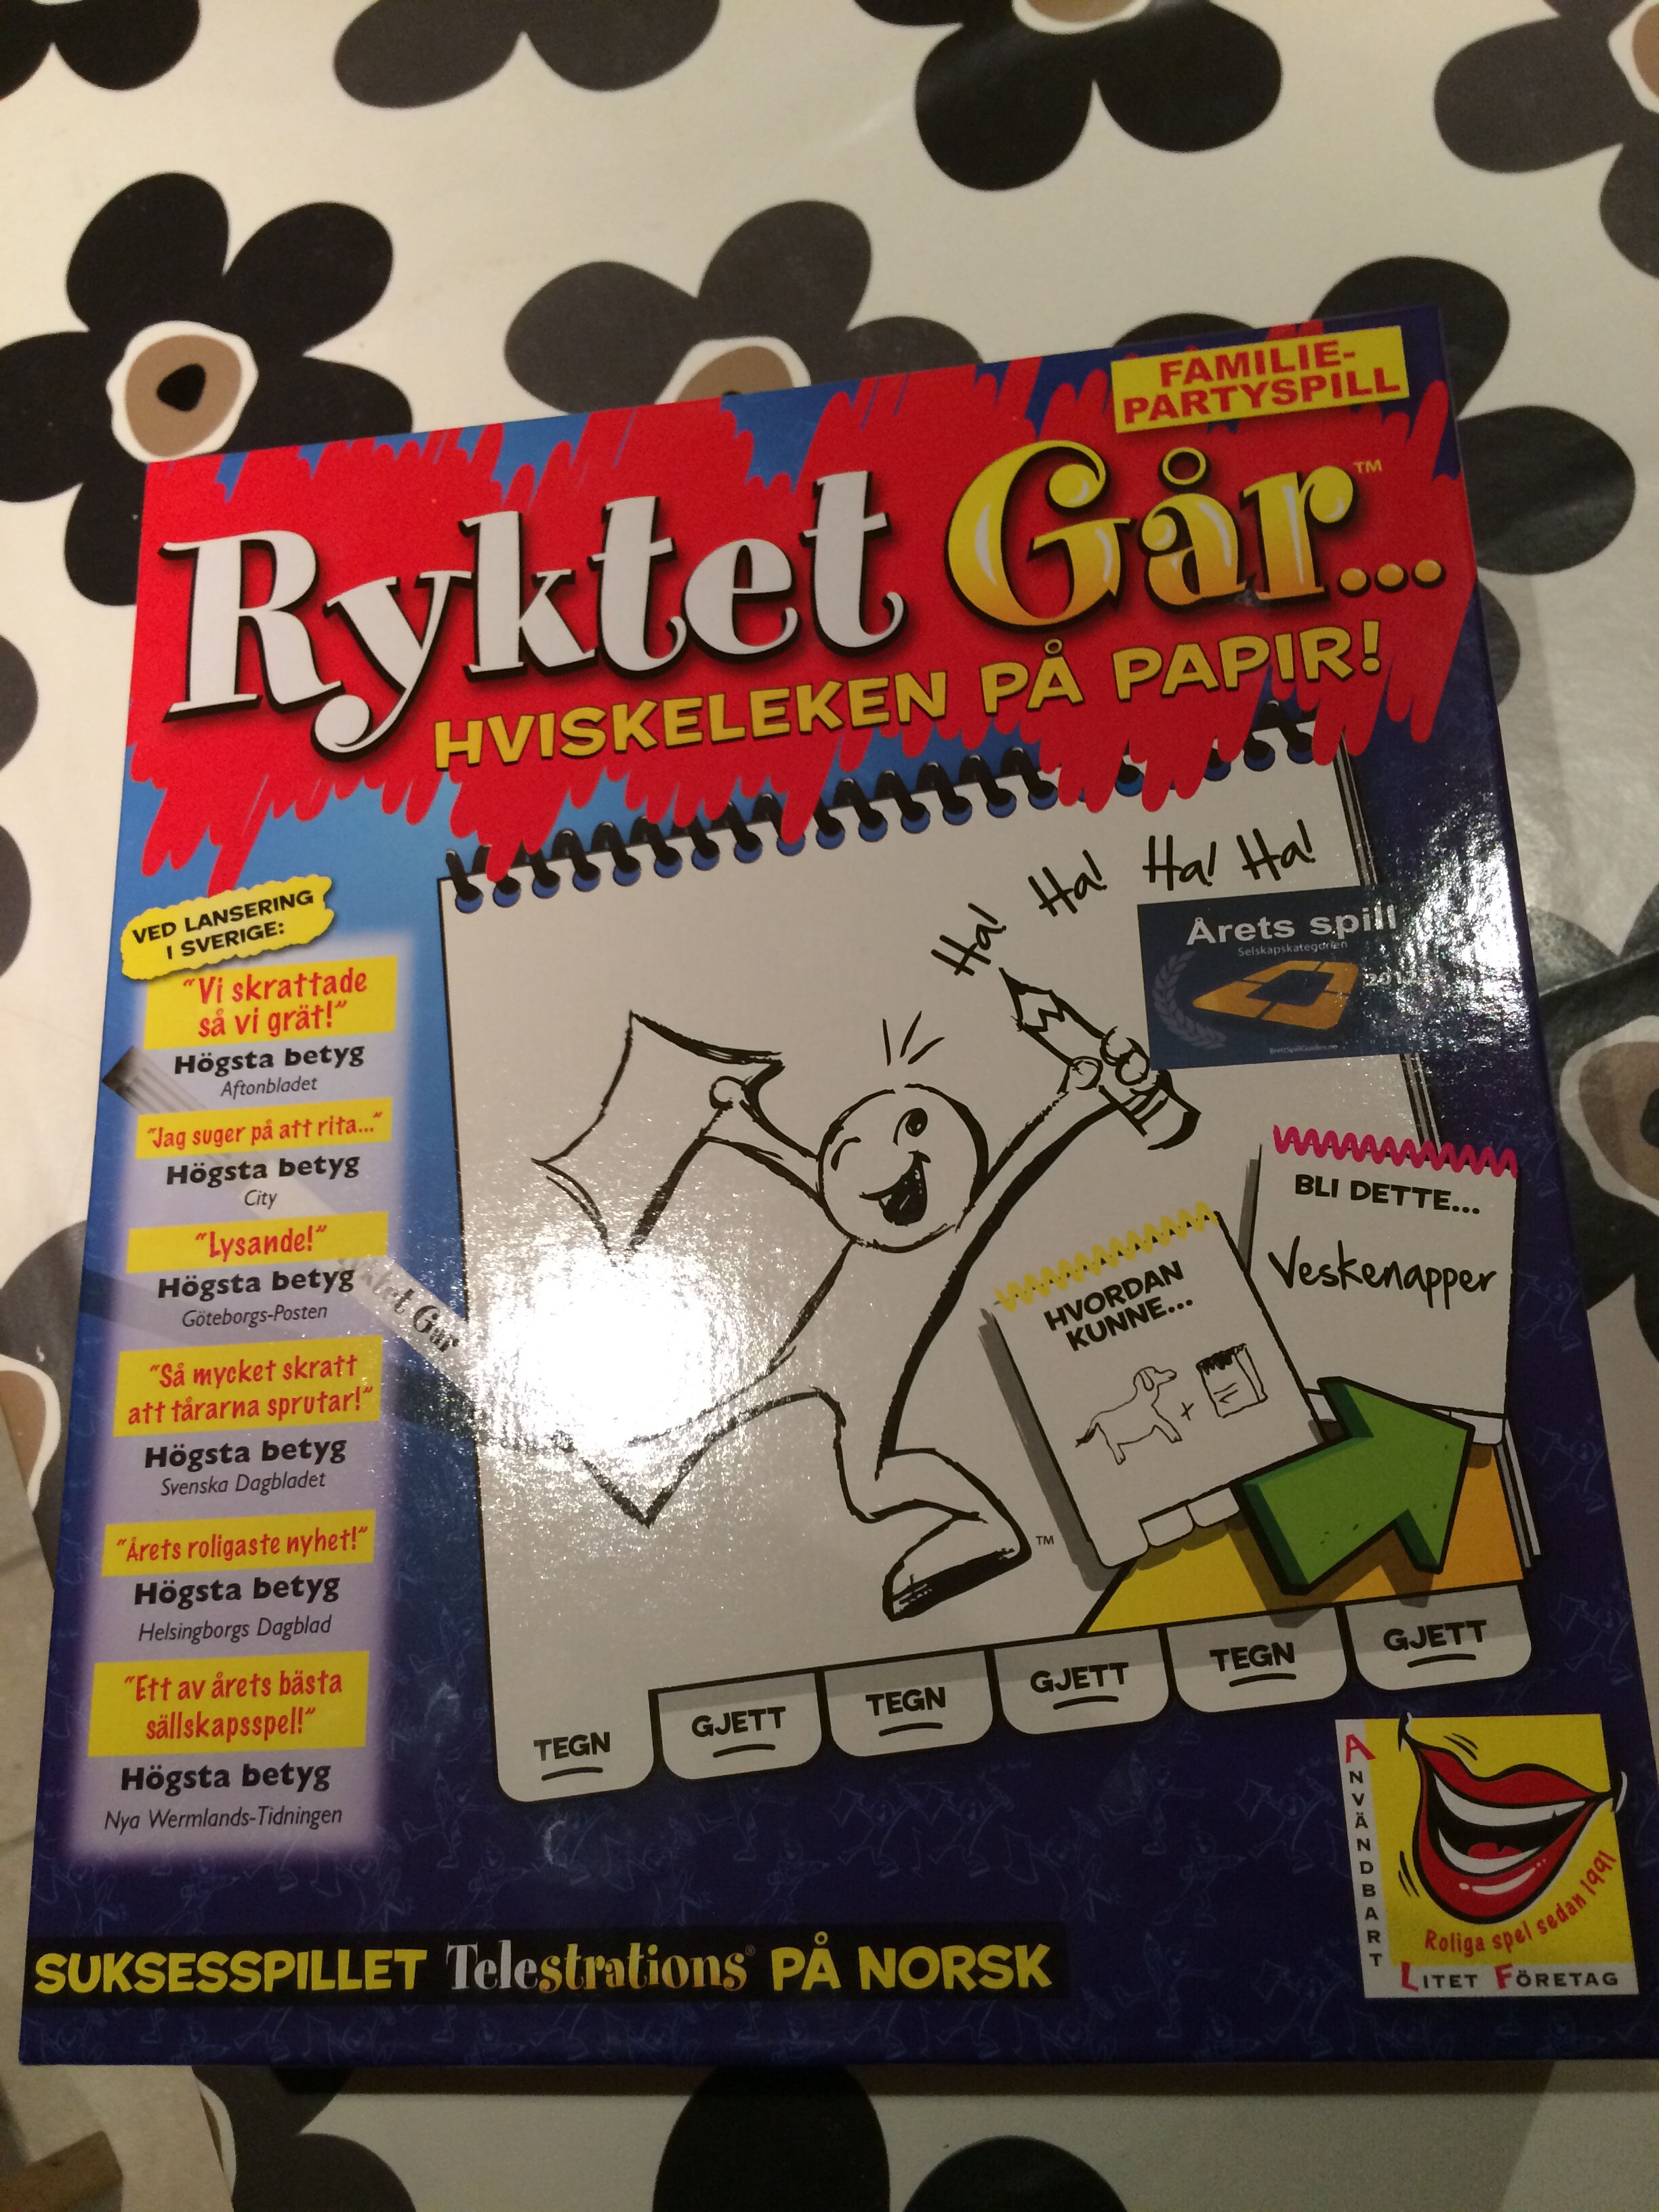 FAMILIE-
PARTYSPILL
Ryktet Går...™
HVISKELEKEN PÅ PAPIR!
Ha! Ha! Ha! Ha!
Årets spill
Selskapskategorien
BrettSpillGuiden.no
VED LANSERING
I SVERIGE:
"Vi skrattade
så vi grät!"
Högsta betyg
Aftonbladet
"Jag suger på att rita..."
Högsta betyg
City
"Lysande!"
Högsta betyg
Göteborgs-Posten
"Så mycket skratt
att tårarna sprutar!"
Högsta betyg
Svenska Dagbladet
"Årets roligaste nyhet!"
Högsta betyg
Helsingborgs Dagblad
"Ett av årets bästa
sällskapsspel!"
Högsta betyg
Nya Wermlands-Tidningen
Går
HVORDAN
KUNNE...
+
BLI DETTE...
Veskenapper
™
TEGN
GJETT
TEGN
GJETT
TEGN
GJETT
ANVÄNDBART
Roliga spel sedan 1991
LITET FÖRETAG
SUKSESSPILLET Telestrations® PÅ NORSK